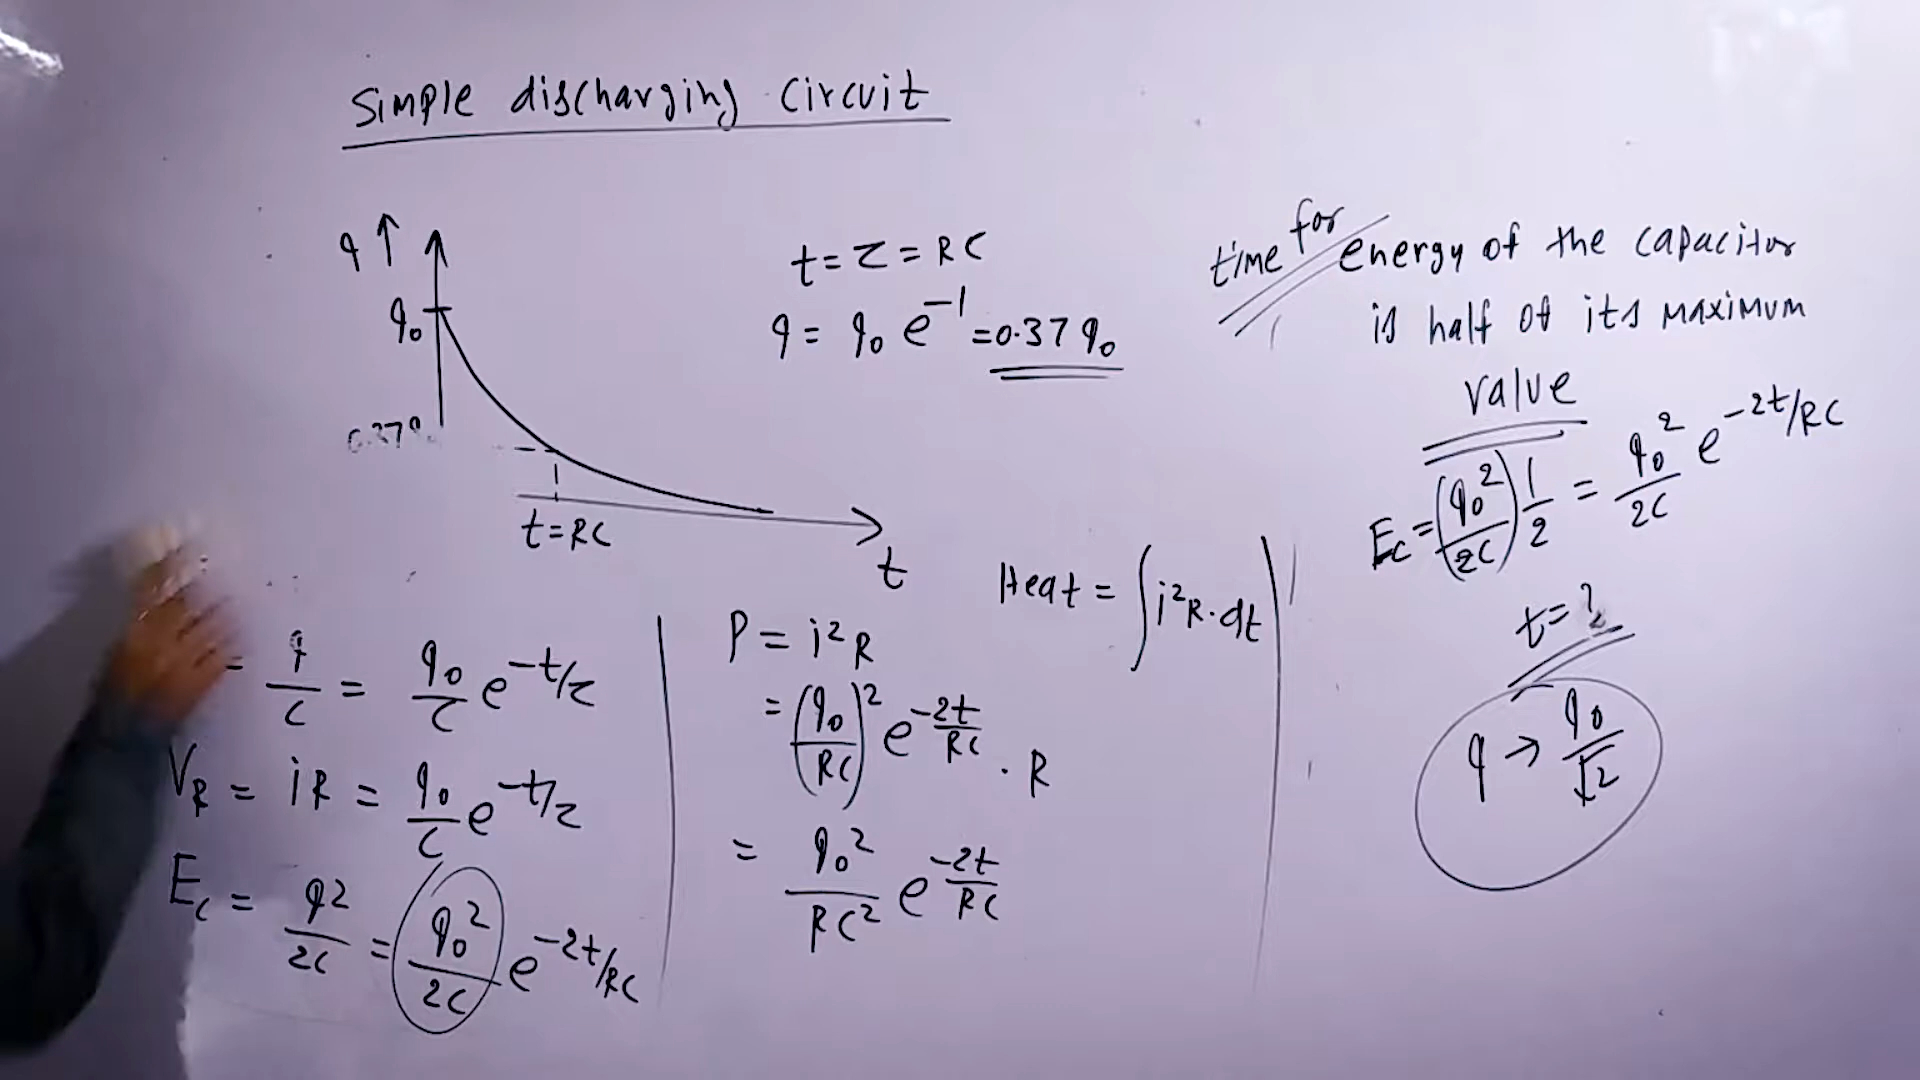 Simple discharging Circuit
q ↑
q₀
t = τ = RC
q = q₀ e⁻¹ = 0.37 q₀
0.37q
t = RC
t
V_C = q/C = q₀/C e^(-t/τ)
V_R = iR = q₀/C e^(-t/τ)
E_C = q²/2C = q₀²/2C e^(-2t/RC)
Heat = ∫ i²R·dt
P = i²R
= (q₀/RC)² e^(-2t/RC) · R
= q₀²/RC² e^(-2t/RC)
time for energy of the capacitor
is half of its maximum
value
E_C = (q₀²/2C) 1/2 = q₀²/2C e^(-2t/RC)
t = ?
q → q₀/√2